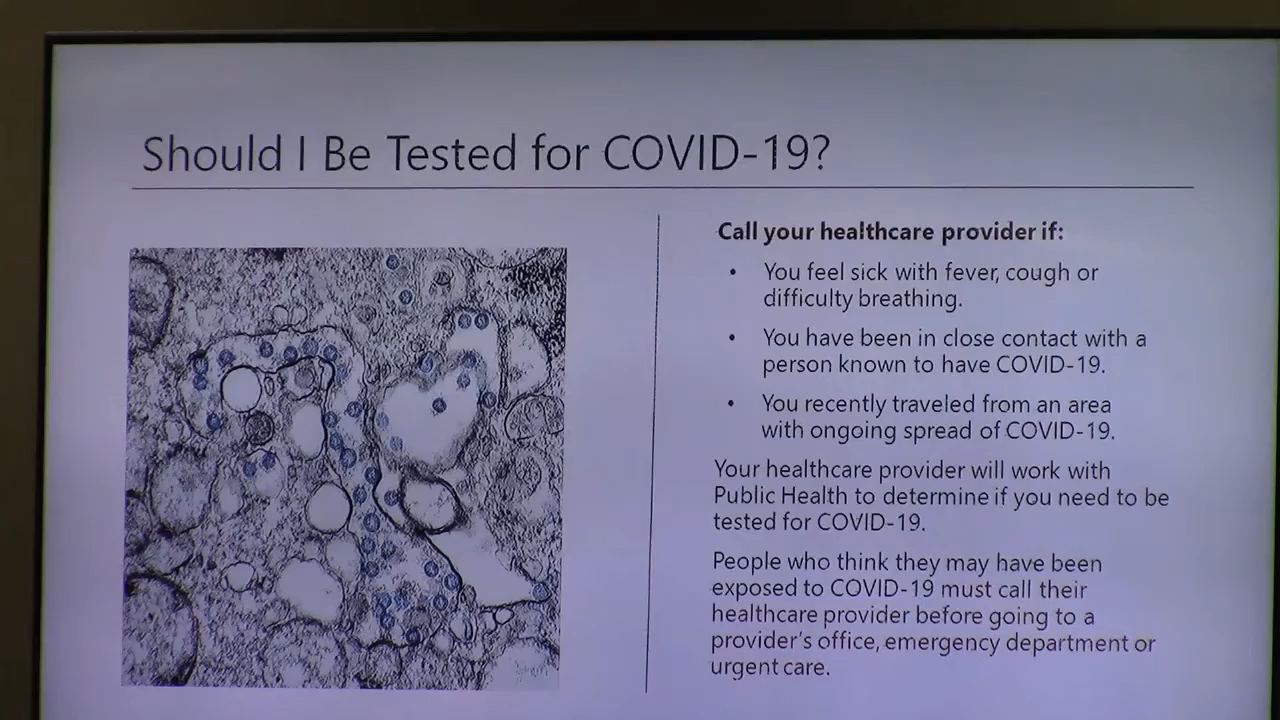 Should I Be Tested for COVID-19?
Call your healthcare provider if:
• You feel sick with fever, cough or
difficulty breathing.
• You have been in close contact with a
person known to have COVID-19.
• You recently traveled from an area
with ongoing spread of COVID-19.
Your healthcare provider will work with
Public Health to determine if you need to be
tested for COVID-19.
People who think they may have been
exposed to COVID-19 must call their
healthcare provider before going to a
provider's office, emergency department or
urgent care.